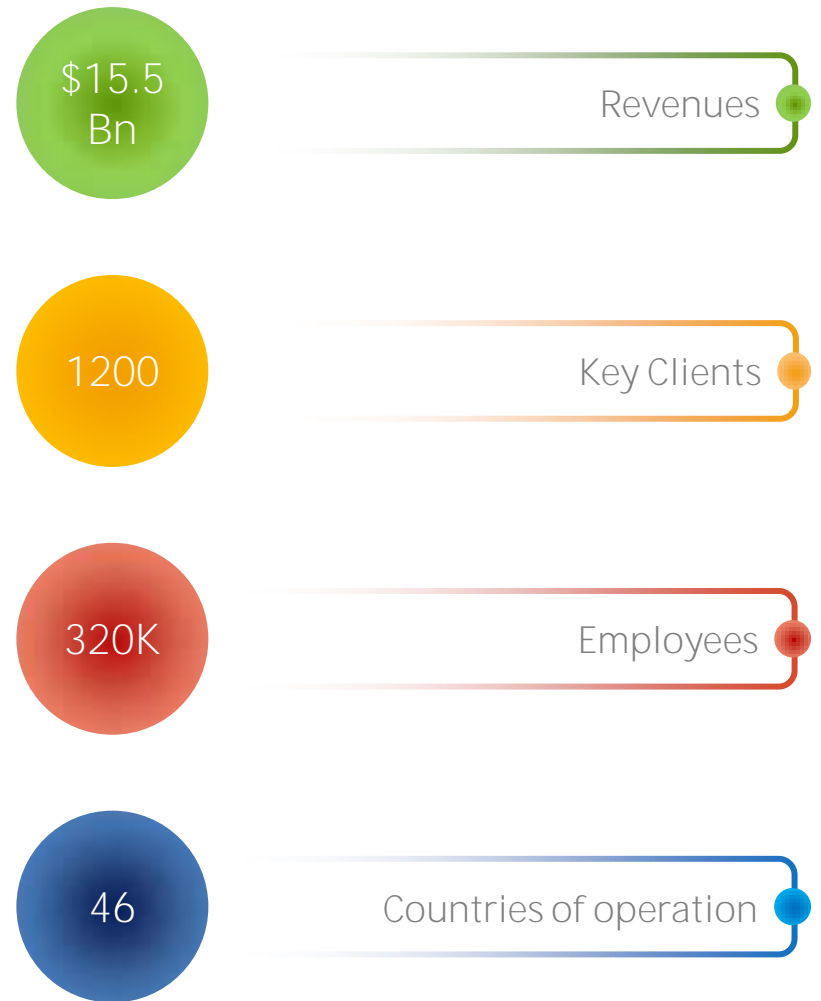 $15.5
Bn
Revenues
1200
Key Clients
320K
Employees
46
Countries of operation